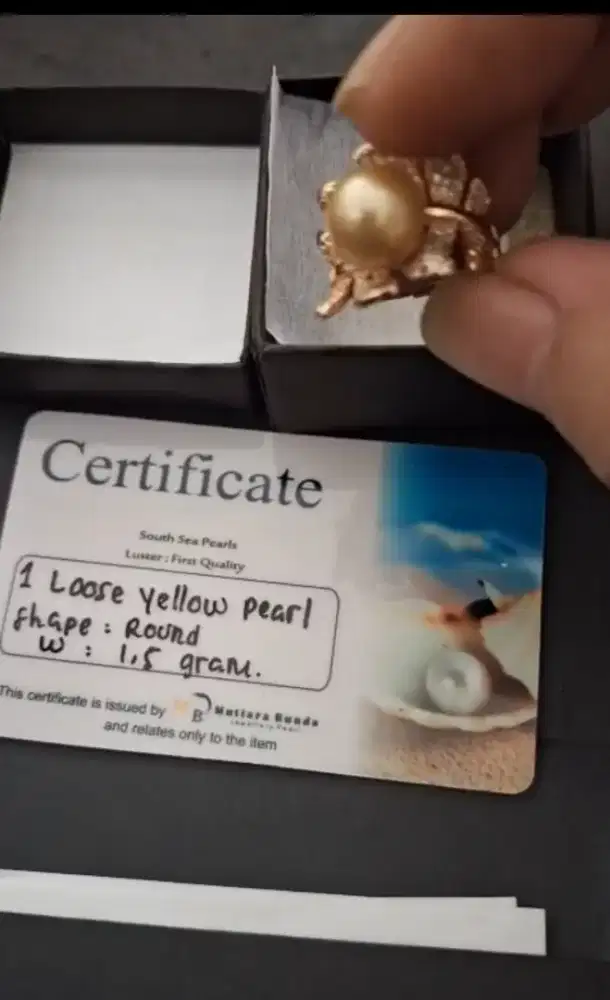 Certificate
South Sea Pearls
Luster : First Quality
1 Loose Yellow Pearl
Shape : Round
W : 1,5 gram.
This certificate is issued by B Mutiara Bunda
and relates only to the item